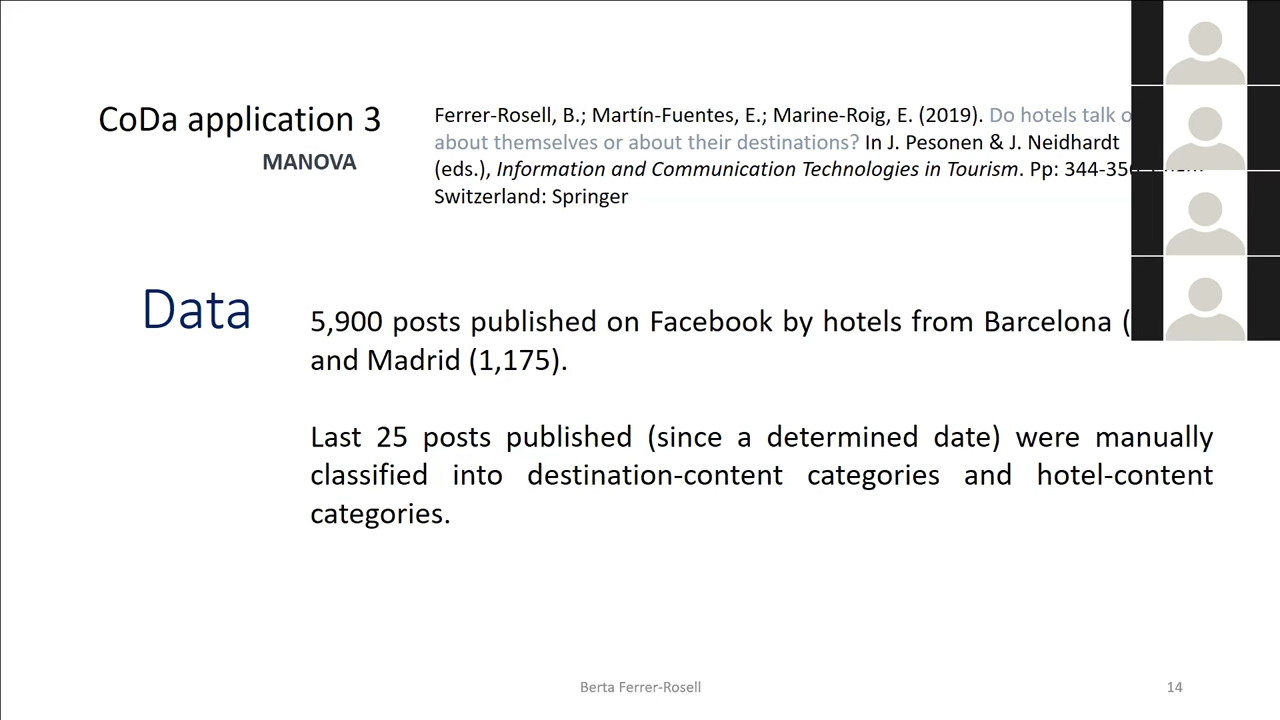 CoDa application 3
MANOVA
Ferrer-Rosell, B.; Martín-Fuentes, E.; Marine-Roig, E. (2019). Do hotels talk
about themselves or about their destinations? In J. Pesonen & J. Neidhardt
(eds.), Information and Communication Technologies in Tourism. Pp:
Switzerland: Springer
Data
5,900 posts published on Facebook by hotels from Barcelona (
and Madrid (1,175).
Last 25 posts published (since a determined date) were manually
classified into destination-content categories and hotel-content
categories.
Berta Ferrer-Rosell
14